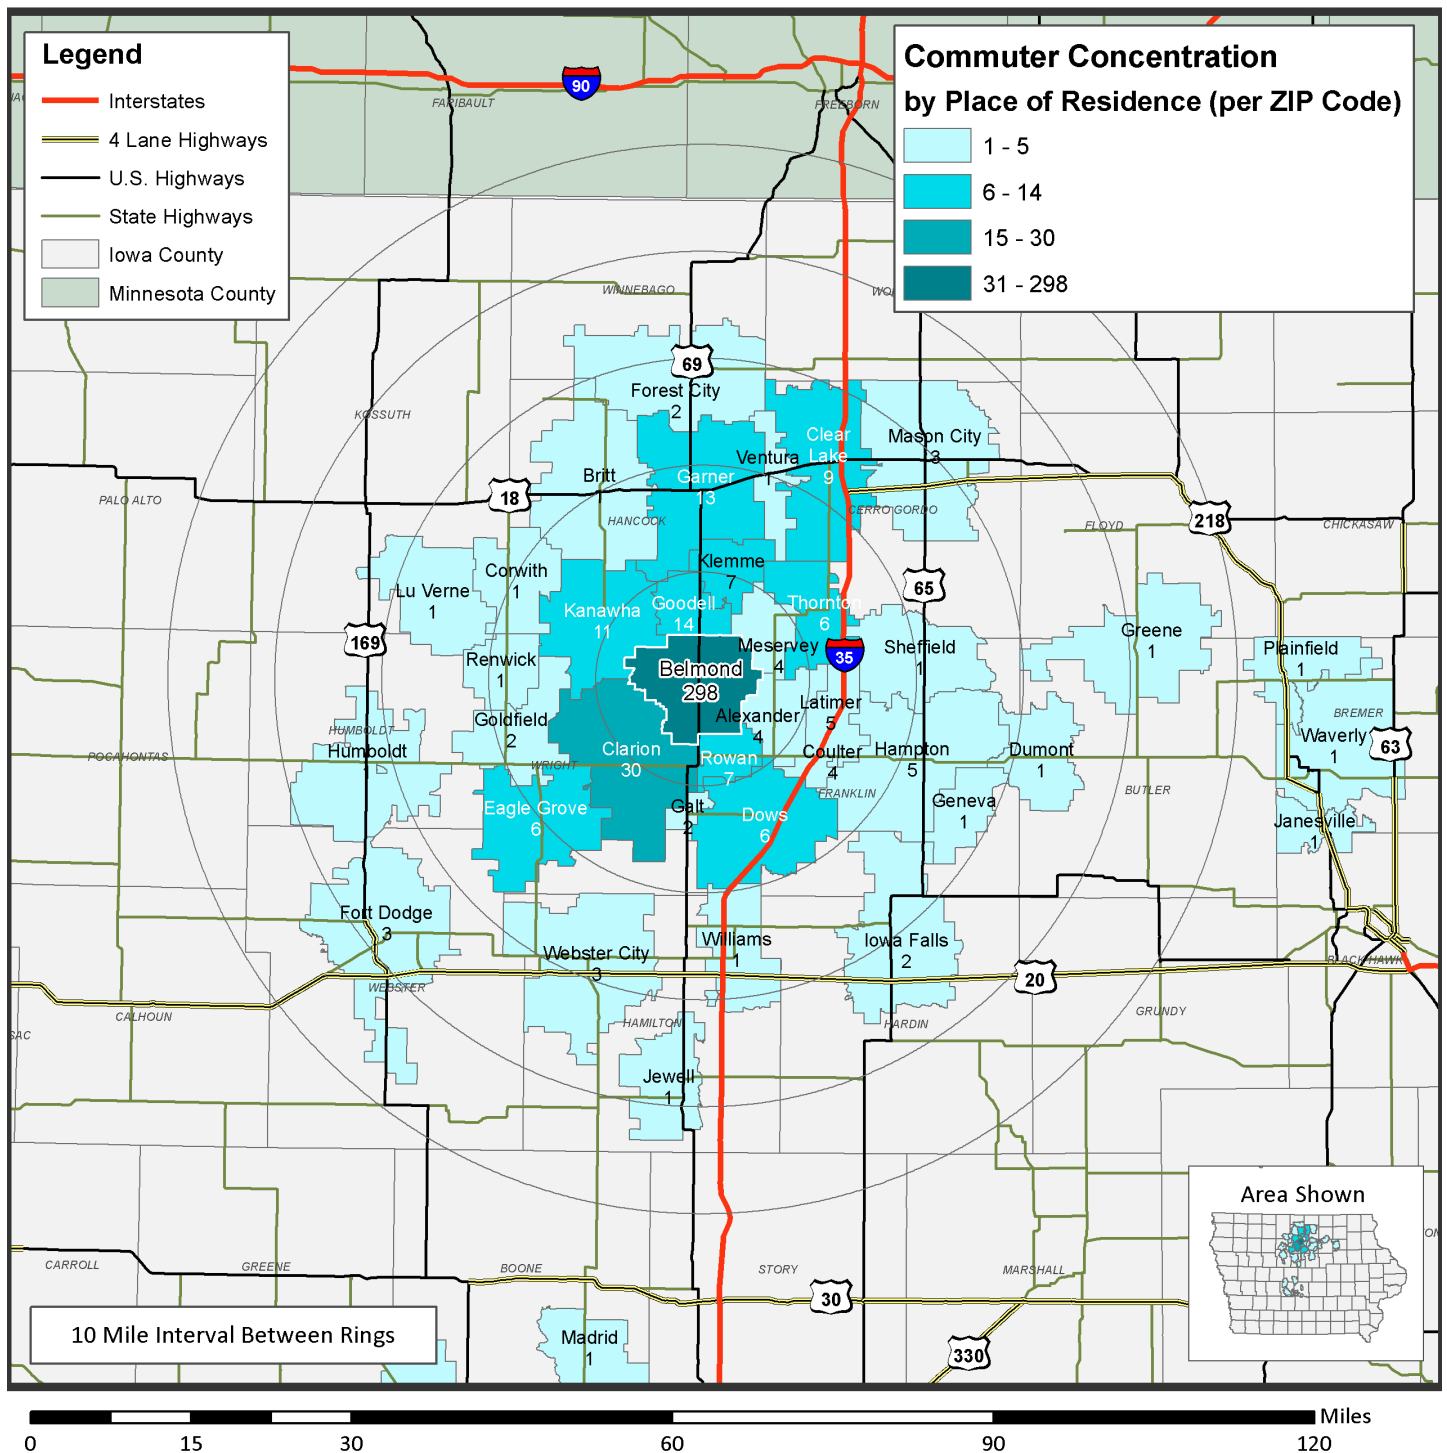 Legend
Interstates
4 Lane Highways
U.S. Highways
State Highways
Iowa County
Minnesota County
Commuter Concentration
by Place of Residence (per ZIP Code)
1 - 5
6 - 14
15 - 30
31 - 298
90
FARIBAULT
FREEBORN
WINNEBAGO
69
Forest City
2
KOSSUTH
Clear
Lake
9
Mason City
3
Ventura
1
Britt
Garner
13
18
PALO ALTO
HANCOCK
CERRO GORDO
FLOYD
218
CHICKASAW
Corwith
1
Klemme
7
Lu Verne
1
65
Kanawha
11
Goodell
14
Thornton
6
169
Greene
1
Meservey
4
35
Sheffield
1
Plainfield
1
Renwick
1
Belmond
298
Latimer
5
Goldfield
2
Alexander
4
BREMER
HUMBOLDT
Humboldt
Waverly
1
63
POCAHONTAS
Clarion
30
WRIGHT
Rowan
7
Coulter
4
Hampton
5
Dumont
1
FRANKLIN
BUTLER
Eagle Grove
6
Galt
2
Dows
6
Geneva
1
Janesville
1
Fort Dodge
3
Webster City
3
Williams
1
Iowa Falls
2
BLACK HAWK
20
WEBSTER
CALHOUN
HAMILTON
HARDIN
GRUNDY
SAC
Jewell
1
Area Shown
CARROLL
GREENE
BOONE
STORY
MARSHALL
30
10 Mile Interval Between Rings
Madrid
1
330
Miles
0
15
30
60
90
120